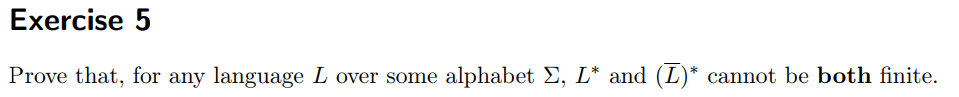 Exercise 5
Prove that, for any language L over some alphabet Σ, L* and (L̅)* cannot be both finite.